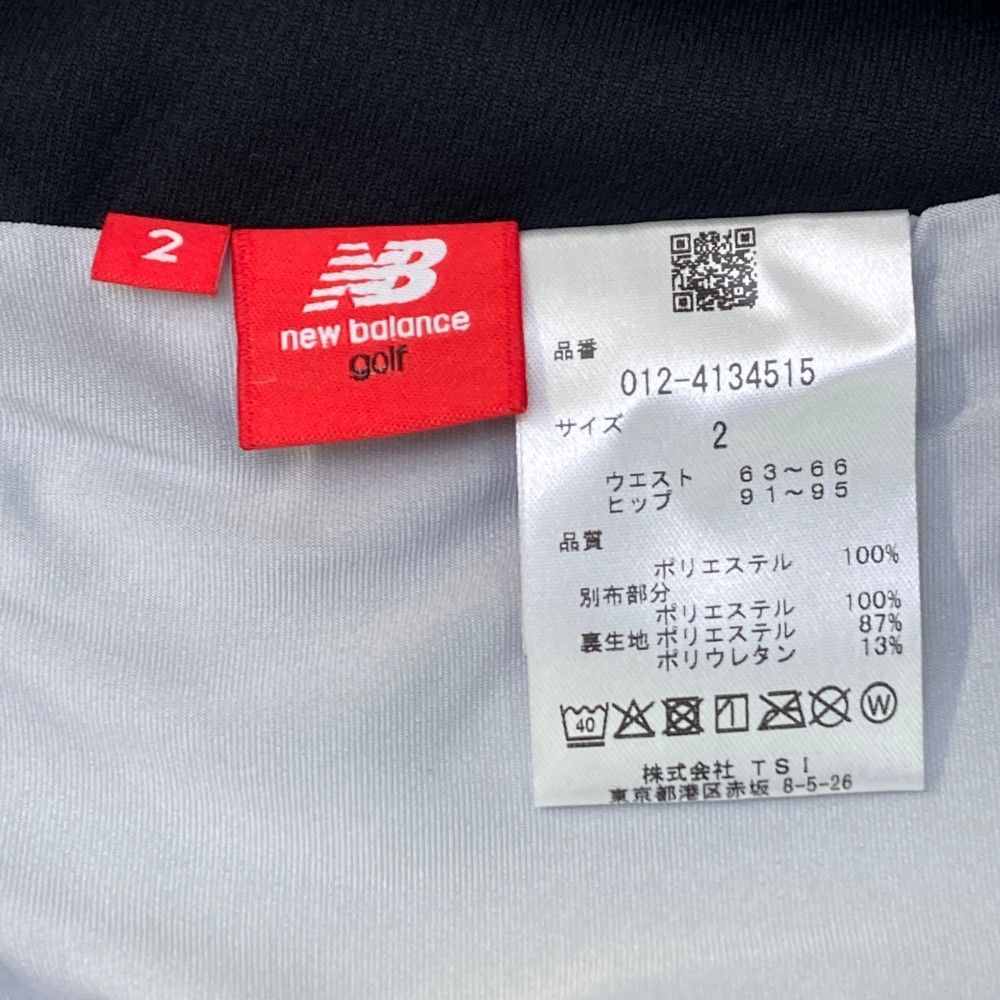 2
NB
new balance
golf
品番
012-4134515
サイズ
2
ウエスト 63～66
ヒップ 91～95
品質
ポリエステル 100%
別布部分
ポリエステル 100%
裏生地 ポリエステル 87%
ポリウレタン 13%
40 W
株式会社 TSI
東京都港区赤坂 8-5-26